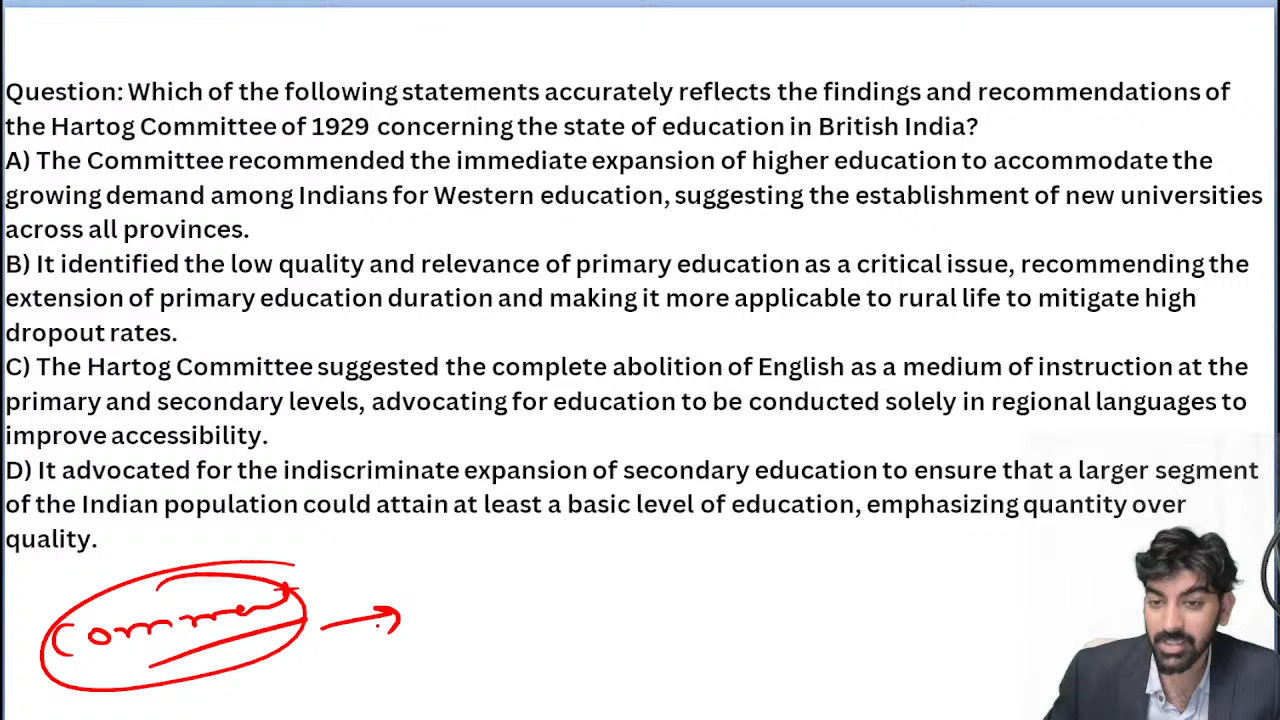 Question: Which of the following statements accurately reflects the findings and recommendations of
the Hartog Committee of 1929 concerning the state of education in British India?
A) The Committee recommended the immediate expansion of higher education to accommodate the
growing demand among Indians for Western education, suggesting the establishment of new universities
across all provinces.
B) It identified the low quality and relevance of primary education as a critical issue, recommending the
extension of primary education duration and making it more applicable to rural life to mitigate high
dropout rates.
C) The Hartog Committee suggested the complete abolition of English as a medium of instruction at the
primary and secondary levels, advocating for education to be conducted solely in regional languages to
improve accessibility.
D) It advocated for the indiscriminate expansion of secondary education to ensure that a larger segment
of the Indian population could attain at least a basic level of education, emphasizing quantity over
quality.
Comment